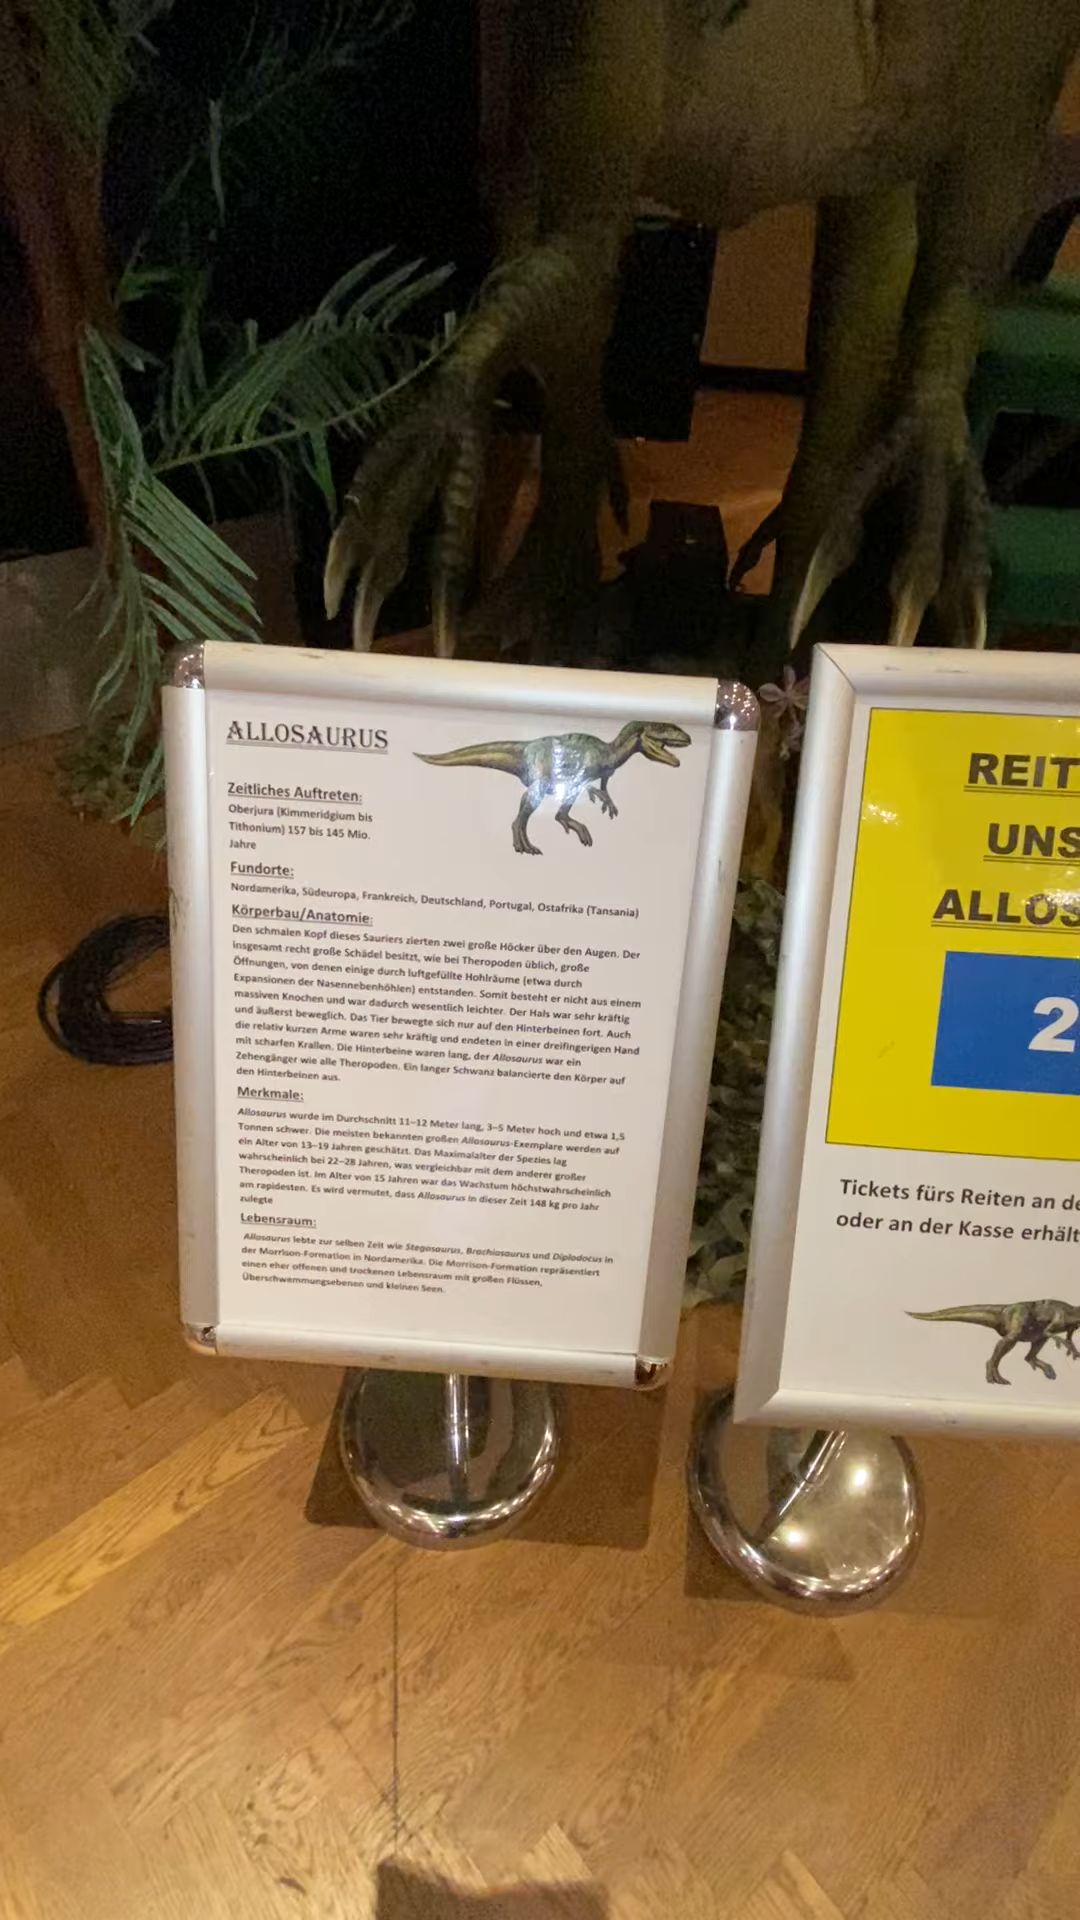 ALLOSAURUS
Zeitliches Auftreten:
Oberjura (Kimmeridgium bis
Tithonium) 157 bis 145 Mio.
Jahre
Fundorte:
Nordamerika, Südeuropa, Frankreich, Deutschland, Portugal, Ostafrika (Tansania)
Körperbau/Anatomie:
Den schmalen Kopf dieses Sauriers zierten zwei große Höcker über den Augen. Der
insgesamt recht große Schädel besitzt, wie bei Theropoden üblich, große
Öffnungen, von denen einige durch luftgefüllte Hohlräume (etwa durch
Expansionen der Nasennebenhöhlen) entstanden. Somit besteht er nicht aus einem
massiven Knochen und war dadurch wesentlich leichter. Der Hals war sehr kräftig
und äußerst beweglich. Das Tier bewegte sich nur auf den Hinterbeinen fort. Auch
die relativ kurzen Arme waren sehr kräftig und endeten in einer dreifingerigen Hand
mit scharfen Krallen. Die Hinterbeine waren lang, der Allosaurus war ein
Zehengänger wie alle Theropoden. Ein langer Schwanz balancierte den Körper auf
den Hinterbeinen aus.
Merkmale:
Allosaurus wurde im Durchschnitt 11–12 Meter lang, 3–5 Meter hoch und etwa 1,5
Tonnen schwer. Die meisten bekannten großen Allosaurus-Exemplare werden auf
ein Alter von 13–19 Jahren geschätzt. Das Maximalalter der Spezies lag
wahrscheinlich bei 22–28 Jahren, was vergleichbar mit dem anderer großer
Theropoden ist. Im Alter von 15 Jahren war das Wachstum höchstwahrscheinlich
am rapidesten. Es wird vermutet, dass Allosaurus in dieser Zeit 148 kg pro Jahr
zulegte
Lebensraum:
Allosaurus lebte zur selben Zeit wie Stegosaurus, Brachiosaurus und Diplodocus in
der Morrison-Formation in Nordamerika. Die Morrison-Formation repräsentiert
einen eher offenen und trockenen Lebensraum mit großen Flüssen,
Überschwemmungsebenen und kleinen Seen.
REIT
UNS
ALLOS
2
Tickets fürs Reiten an de
oder an der Kasse erhält